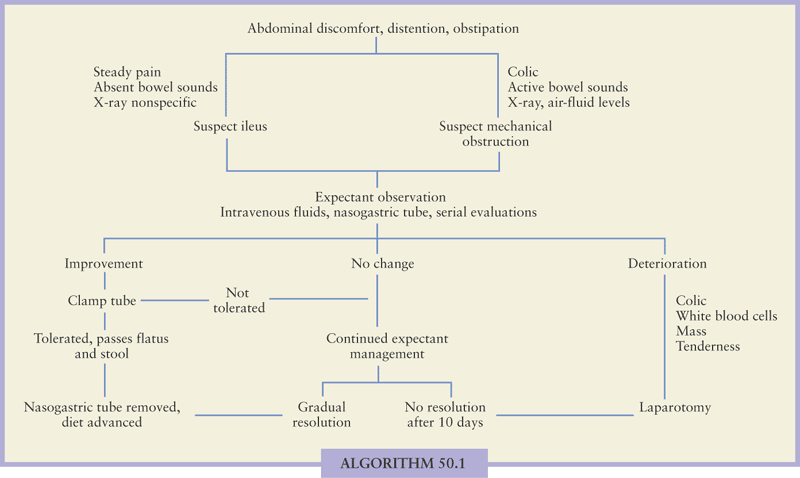 Abdominal discomfort, distention, obstipation
Steady pain
Absent bowel sounds
X-ray nonspecific
Colic
Active bowel sounds
X-ray, air-fluid levels
Suspect ileus
Suspect mechanical
obstruction
Expectant observation
Intravenous fluids, nasogastric tube, serial evaluations
Improvement
No change
Deterioration
Clamp tube
Not
tolerated
Colic
White blood cells
Mass
Tenderness
Tolerated, passes flatus
and stool
Continued expectant
management
Nasogastric tube removed,
diet advanced
Gradual
resolution
No resolution
after 10 days
Laparotomy
ALGORITHM 50.1